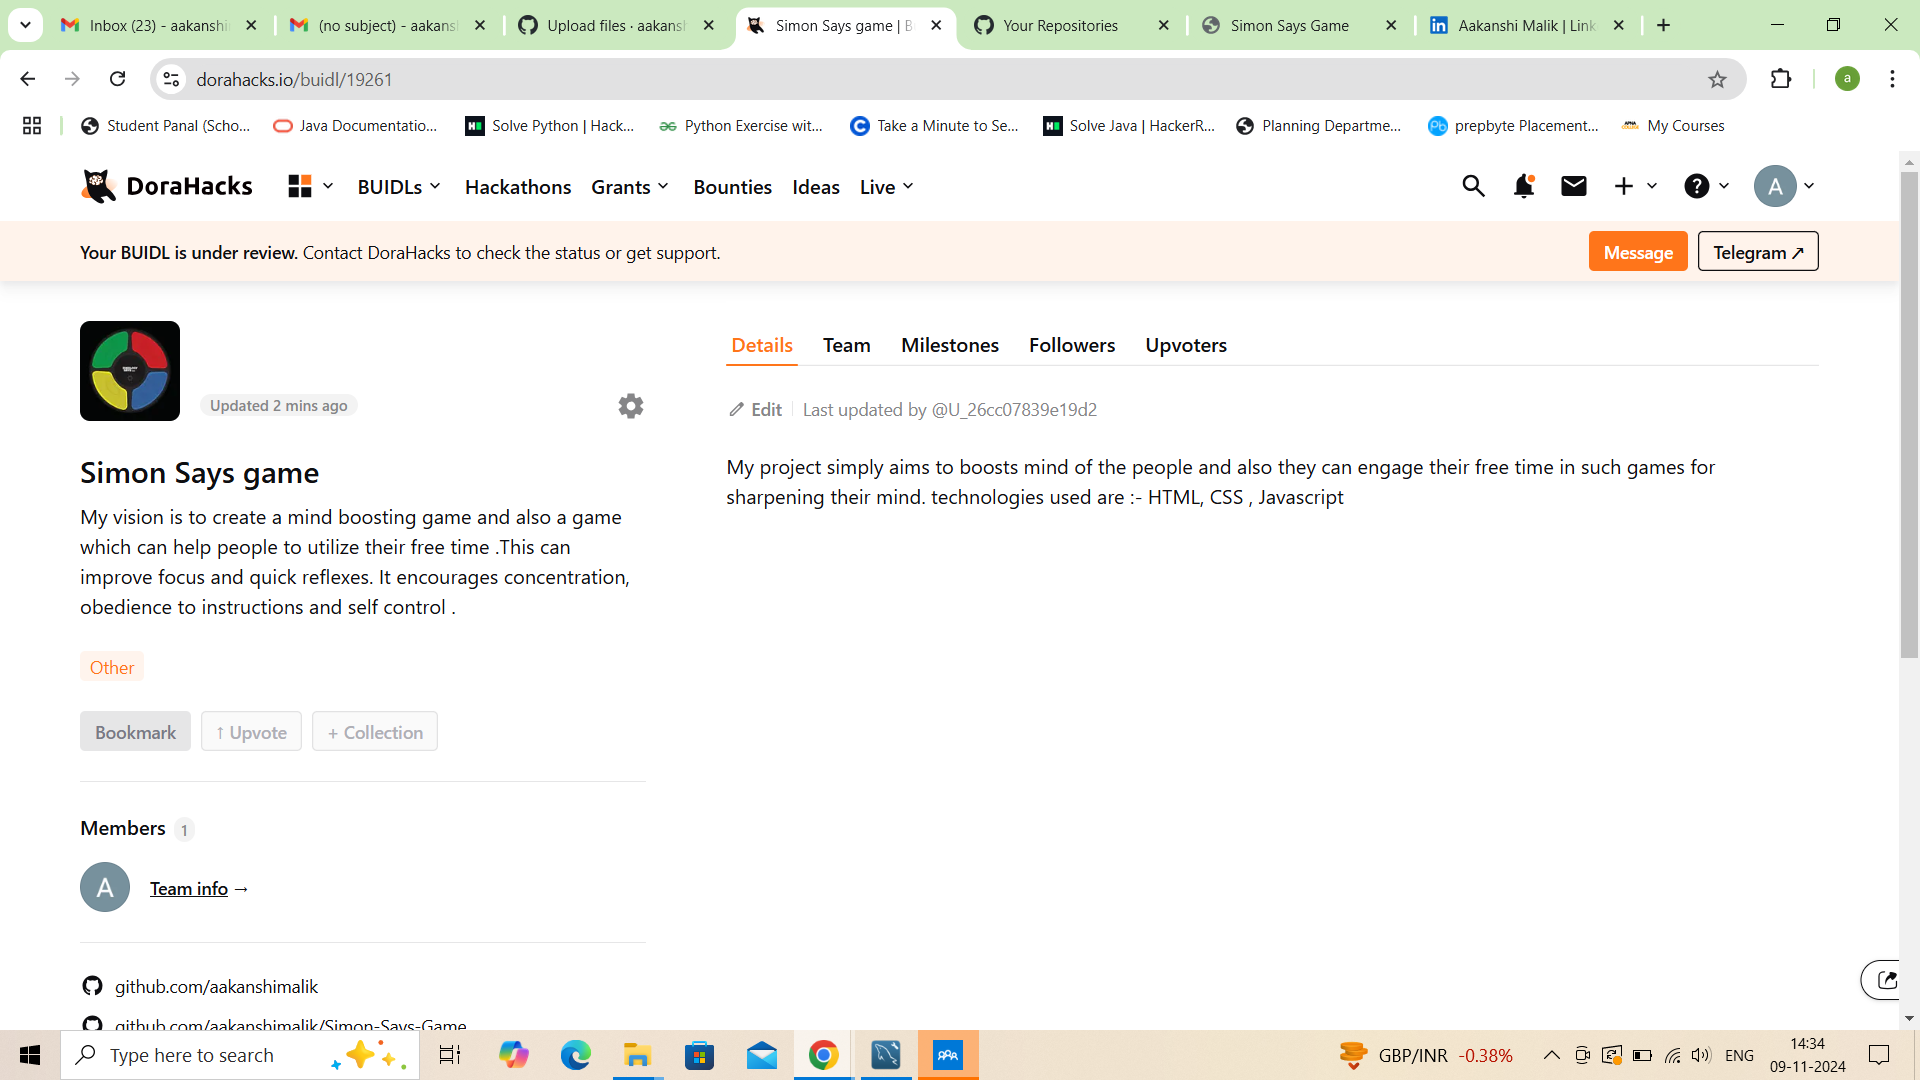 Inbox (23) - aakanshi
(no subject) - aakansh
Upload files · aakansh
Simon Says game | B
Your Repositories
Simon Says Game
Aakanshi Malik | Link
dorahacks.io/buidl/19261
a
Student Panal (Scho...
Java Documentatio...
Solve Python | Hack...
Python Exercise wit...
Take a Minute to Se...
Solve Java | HackerR...
Planning Departme...
prepbyte Placement...
My Courses
DoraHacks
BUIDLs
Hackathons
Grants
Bounties
Ideas
Live
A
Your BUIDL is under review. Contact DoraHacks to check the status or get support.
Message
Telegram ↗
Updated 2 mins ago
Simon Says game
My vision is to create a mind boosting game and also a game
which can help people to utilize their free time .This can
improve focus and quick reflexes. It encourages concentration,
obedience to instructions and self control .
Other
Bookmark
↑ Upvote
+ Collection
Members 1
A
Team info →
github.com/aakanshimalik
github.com/aakanshimalik/Simon-Says-Game
Details
Team
Milestones
Followers
Upvoters
Edit
Last updated by @U_26cc07839e19d2
My project simply aims to boosts mind of the people and also they can engage their free time in such games for
sharpening their mind. technologies used are :- HTML, CSS , Javascript
Type here to search
GBP/INR -0.38%
ENG
14:34
09-11-2024